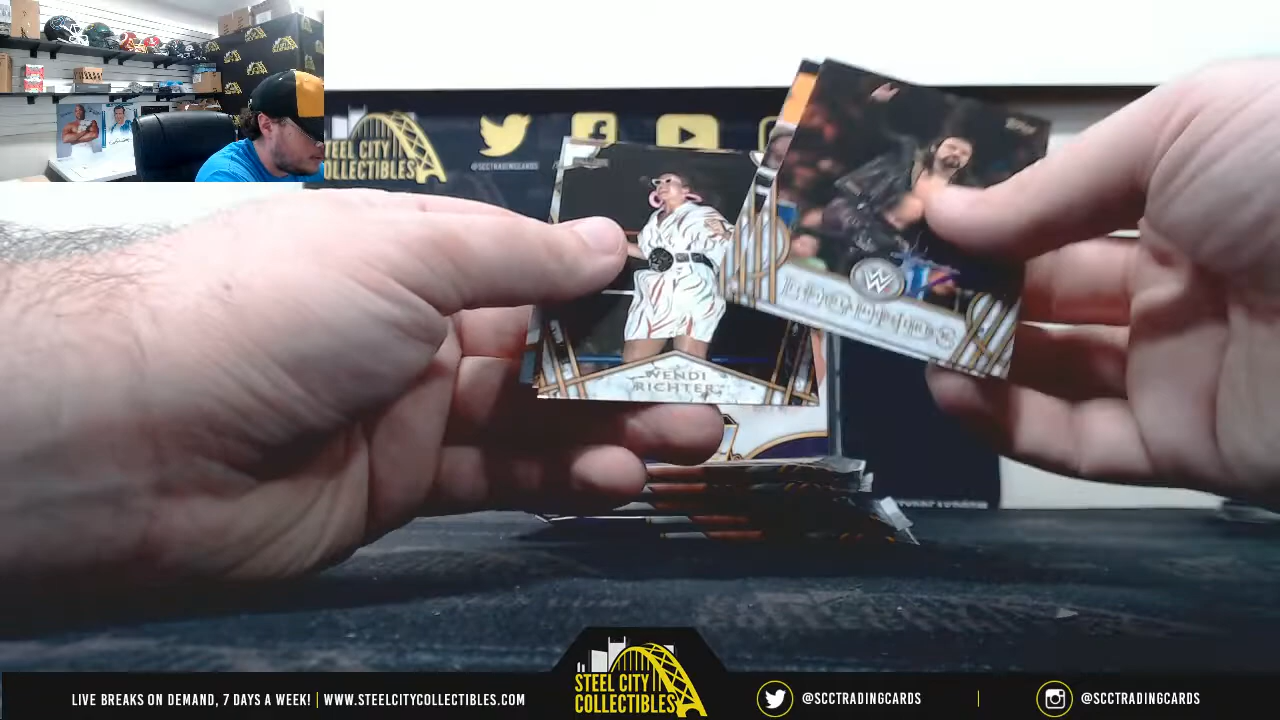 STEEL CITY
COLLECTIBLES
@SCCTRADINGCARDS
WENDI
RICHTER
LIVE BREAKS ON DEMAND, 7 DAYS A WEEK! | WWW.STEELCITYCOLLECTIBLES.COM
STEEL CITY
COLLECTIBLES
@SCCTRADINGCARDS
@SCCTRADINGCARDS